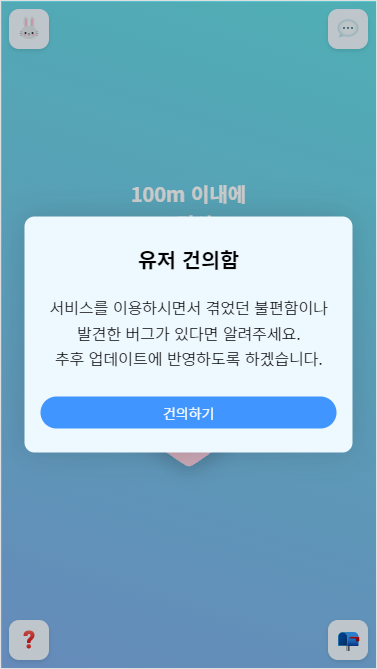 100m 이내에
유저 건의함
서비스를 이용하시면서 겪었던 불편함이나
발견한 버그가 있다면 알려주세요.
추후 업데이트에 반영하도록 하겠습니다.
건의하기